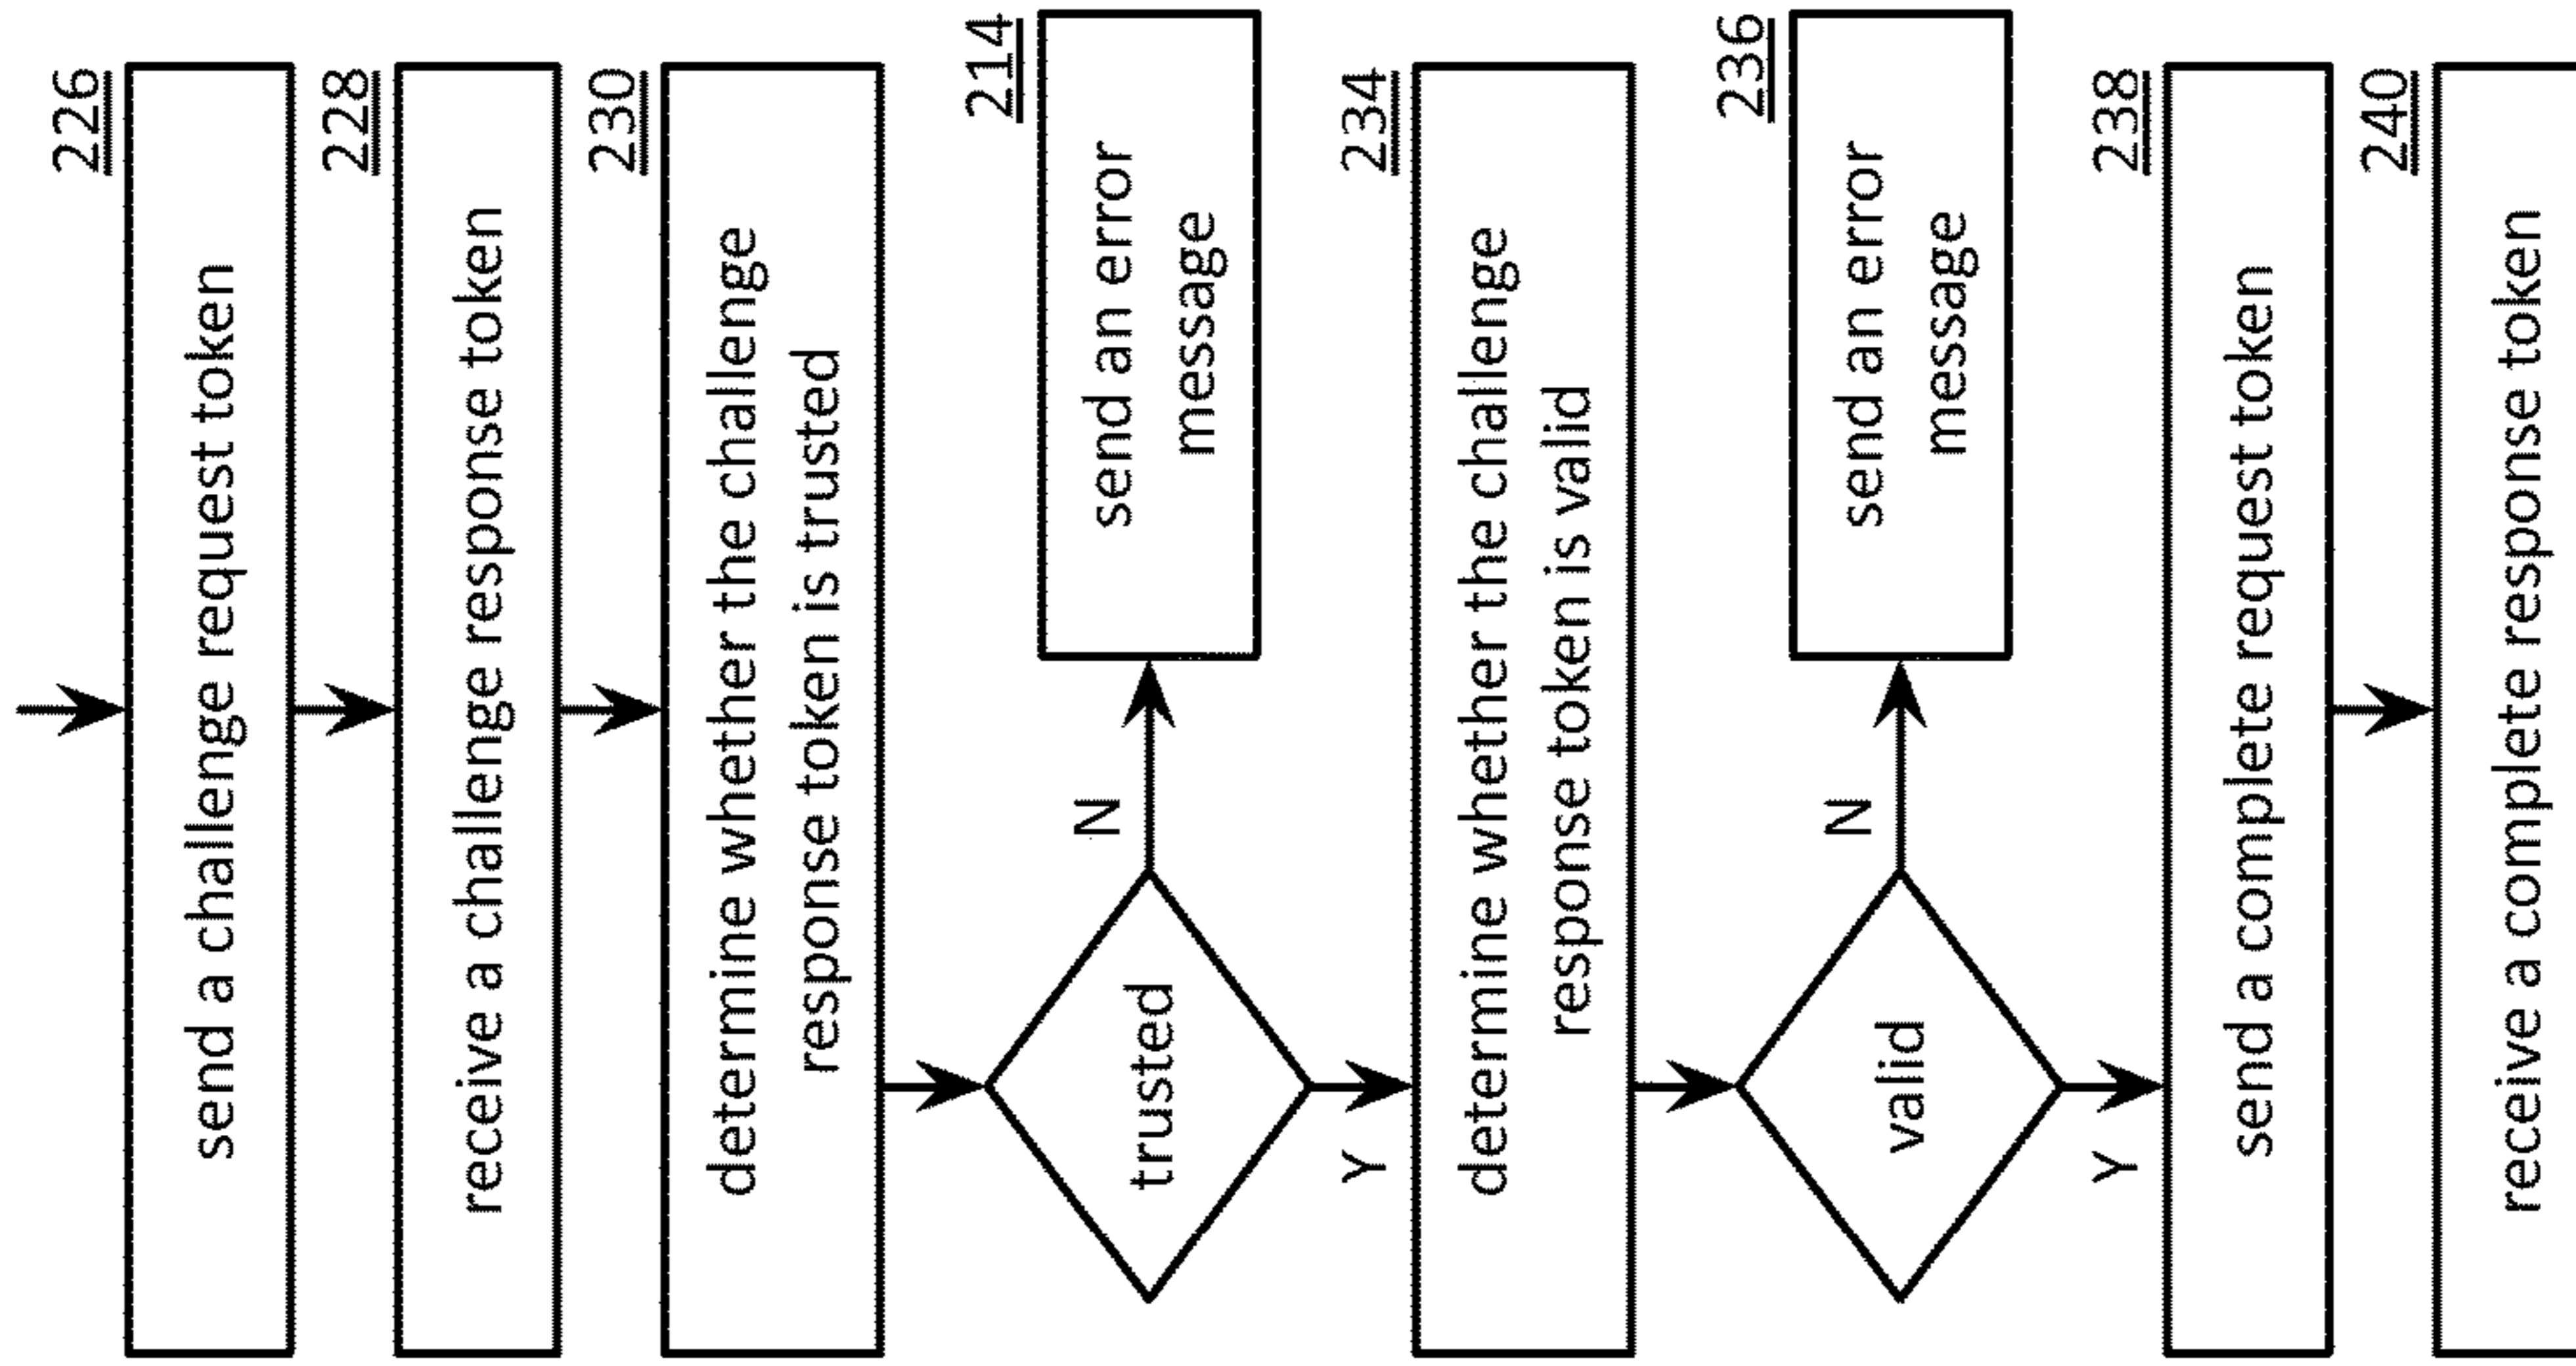 226
send a challenge request token
228
receive a challenge response token
230
determine whether the challenge
response token is trusted
trusted
N
214
send an error
message
Y
234
determine whether the challenge
response token is valid
valid
N
236
send an error
message
Y
238
send a complete request token
240
receive a complete response token